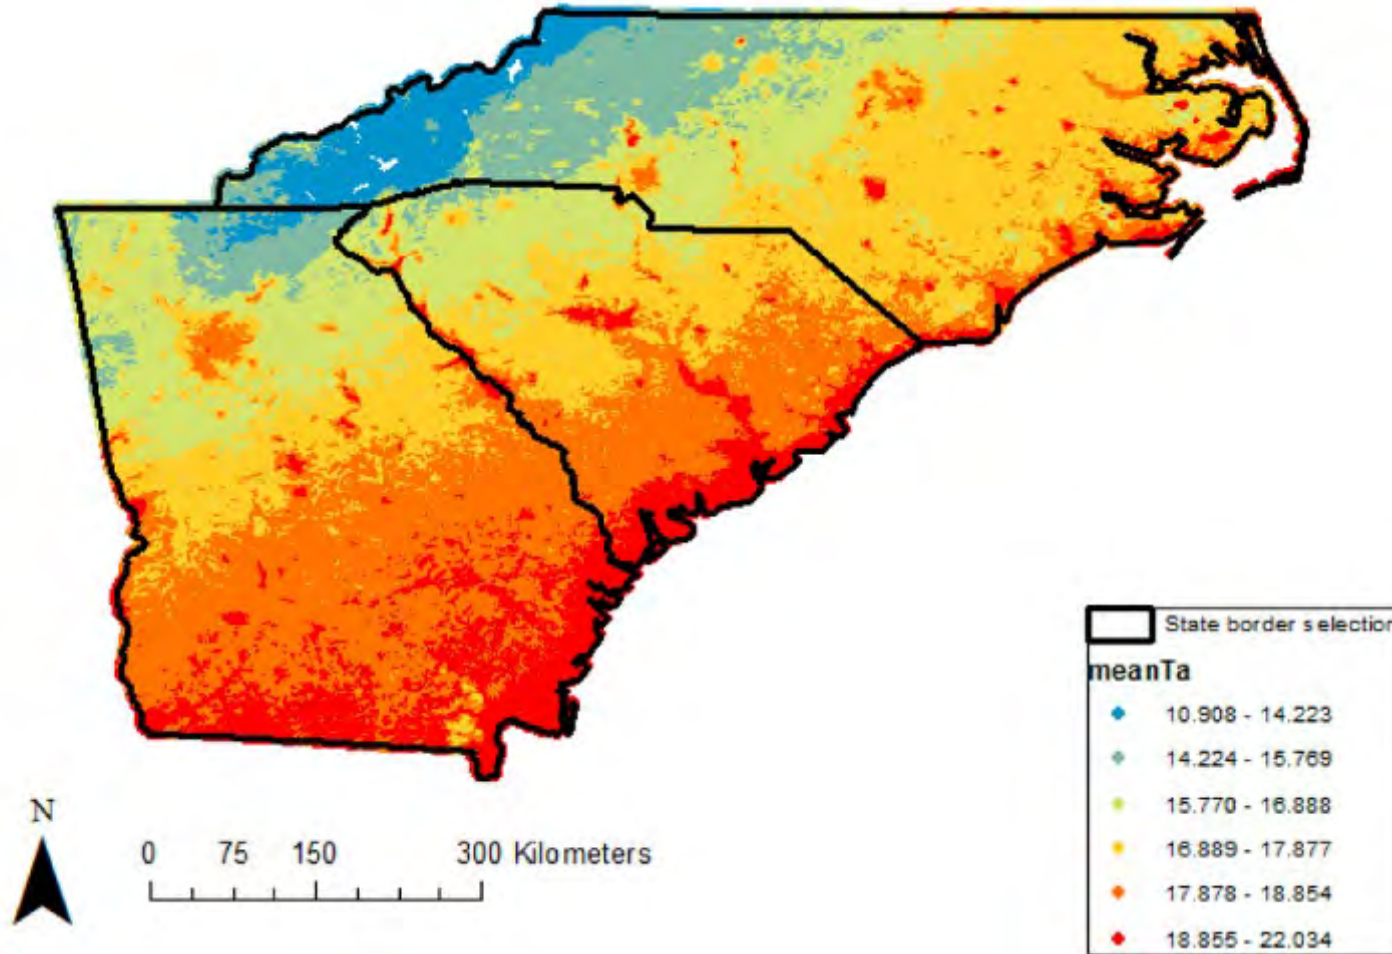 State border selection
meanTa
10.908 - 14.223
14.224 - 15.769
15.770 - 16.888
16.889 - 17.877
17.878 - 18.854
18.855 - 22.034
N
0 75 150 300 Kilometers